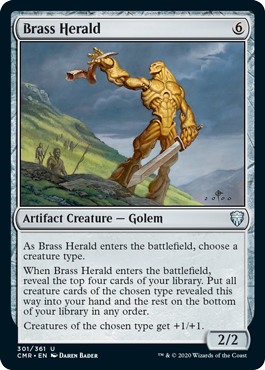 Brass Herald 6
2000
Artifact Creature — Golem
As Brass Herald enters the battlefield, choose a
creature type.
When Brass Herald enters the battlefield,
reveal the top four cards of your library. Put all
creature cards of the chosen type revealed this
way into your hand and the rest on the bottom
of your library in any order.
Creatures of the chosen type get +1/+1.
2/2
301/361 U
CMR • EN DAREN BADER ™ & © 2020 Wizards of the Coast